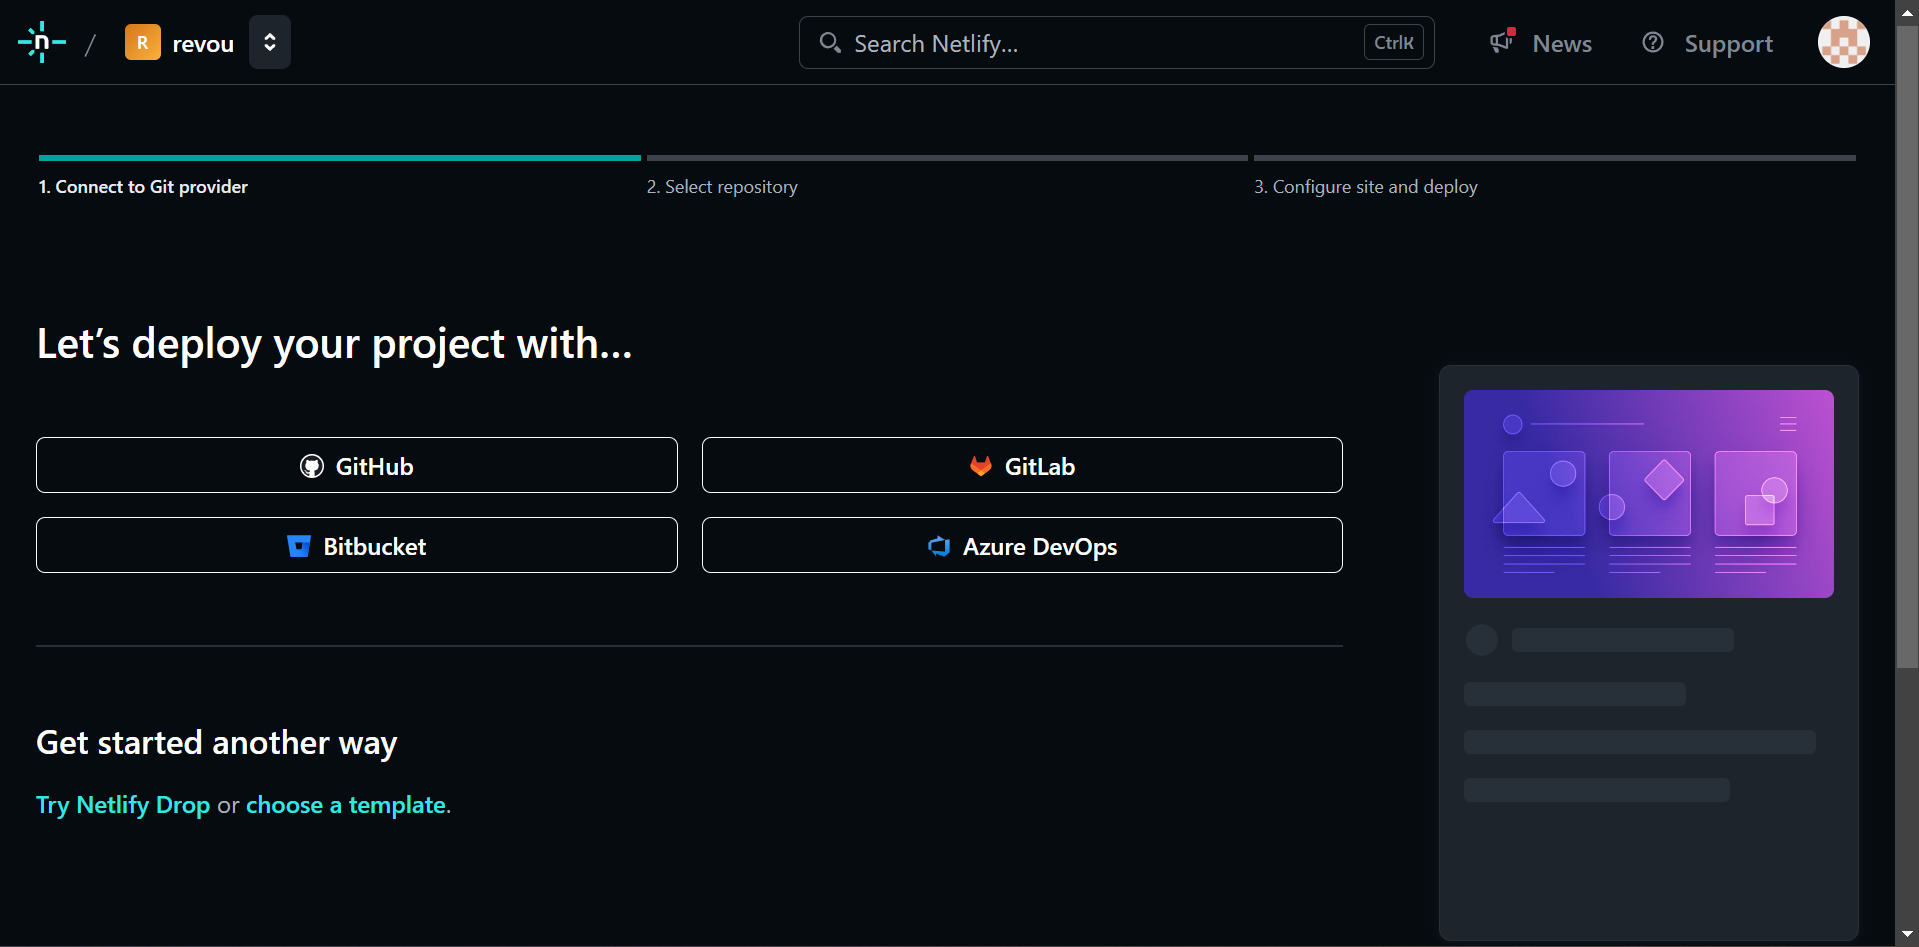 n / R revou
Search Netlify... CtrlK
News
Support
1. Connect to Git provider
2. Select repository
3. Configure site and deploy
Let’s deploy your project with…
GitHub
GitLab
Bitbucket
Azure DevOps
Get started another way
Try Netlify Drop or choose a template.